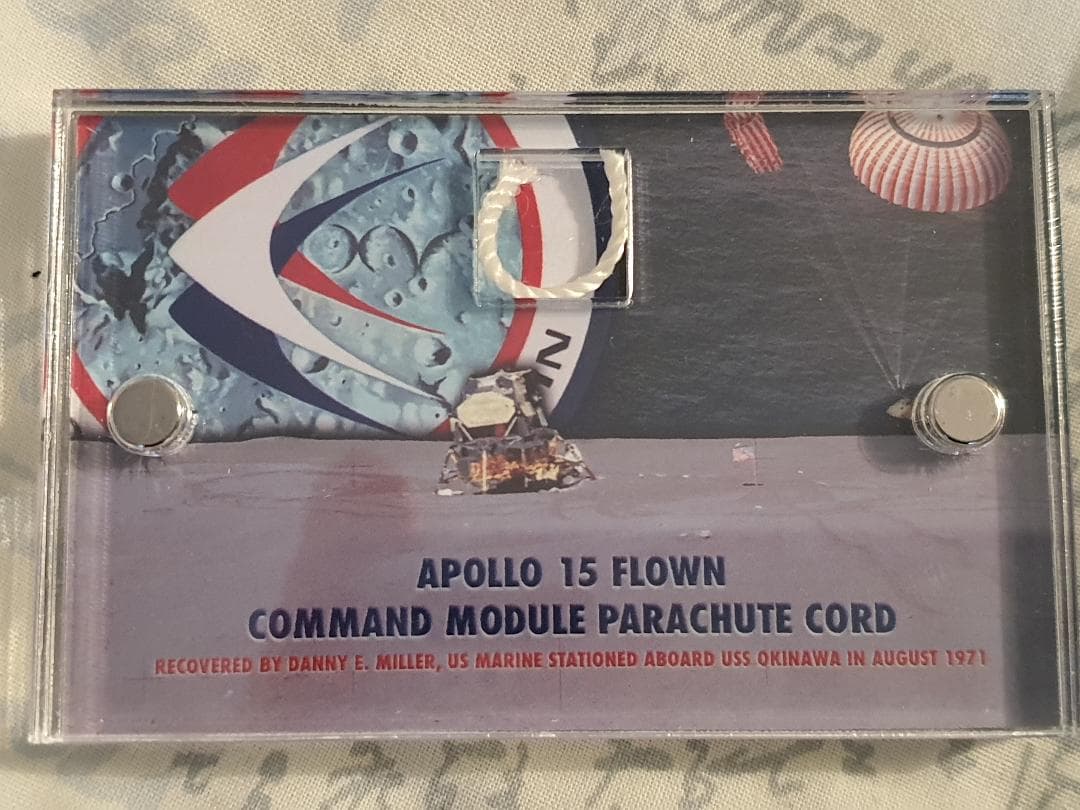 IN
APOLLO 15 FLOWN
COMMAND MODULE PARACHUTE CORD
RECOVERED BY DANNY E. MILLER, US MARINE STATIONED ABOARD USS OKINAWA IN AUGUST 1971